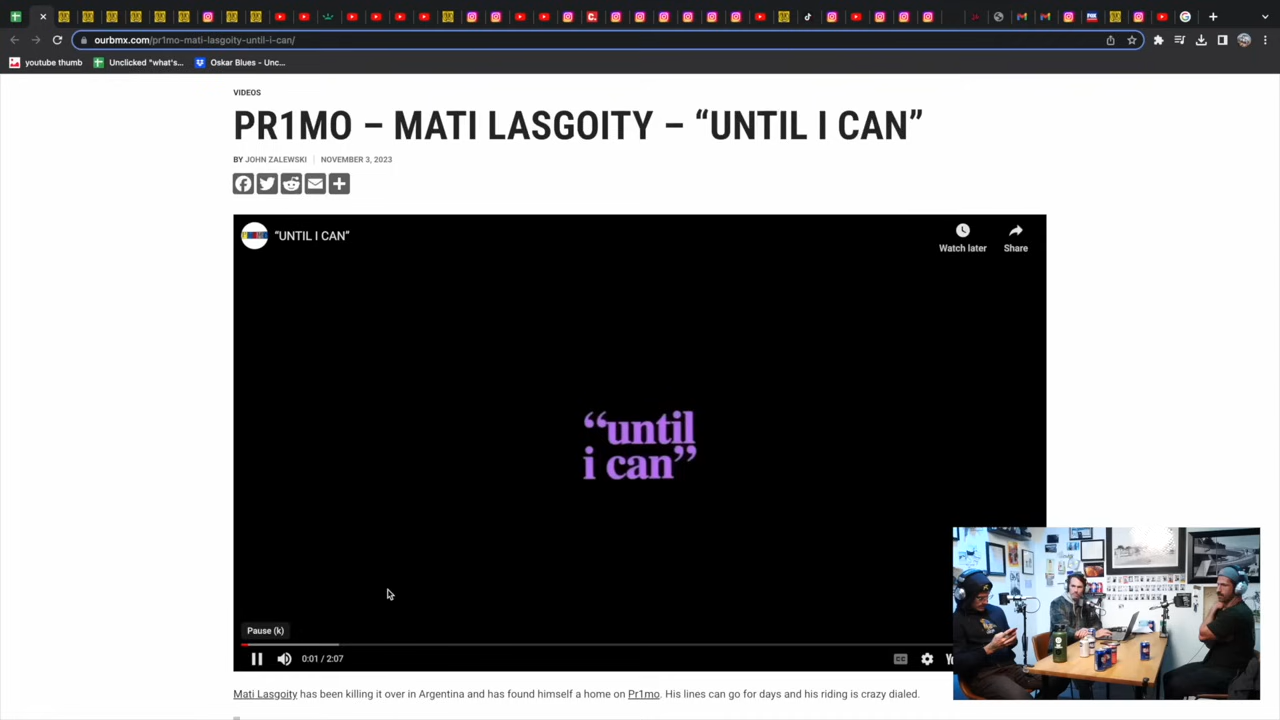 ourbmx.com/pr1mo-mati-lasgoity-until-i-can/
youtube thumb
Unclicked "what's...
Oskar Blues - Unc...
VIDEOS
PR1MO – MATI LASGOITY – “UNTIL I CAN”
BY JOHN ZALEWSKI
NOVEMBER 3, 2023
“UNTIL I CAN”
Watch later
Share
“until
i can”
Pause (k)
0:01 / 2:07
CC
Mati Lasgoity has been killing it over in Argentina and has found himself a home on Pr1mo. His lines can go for days and his riding is crazy dialed.